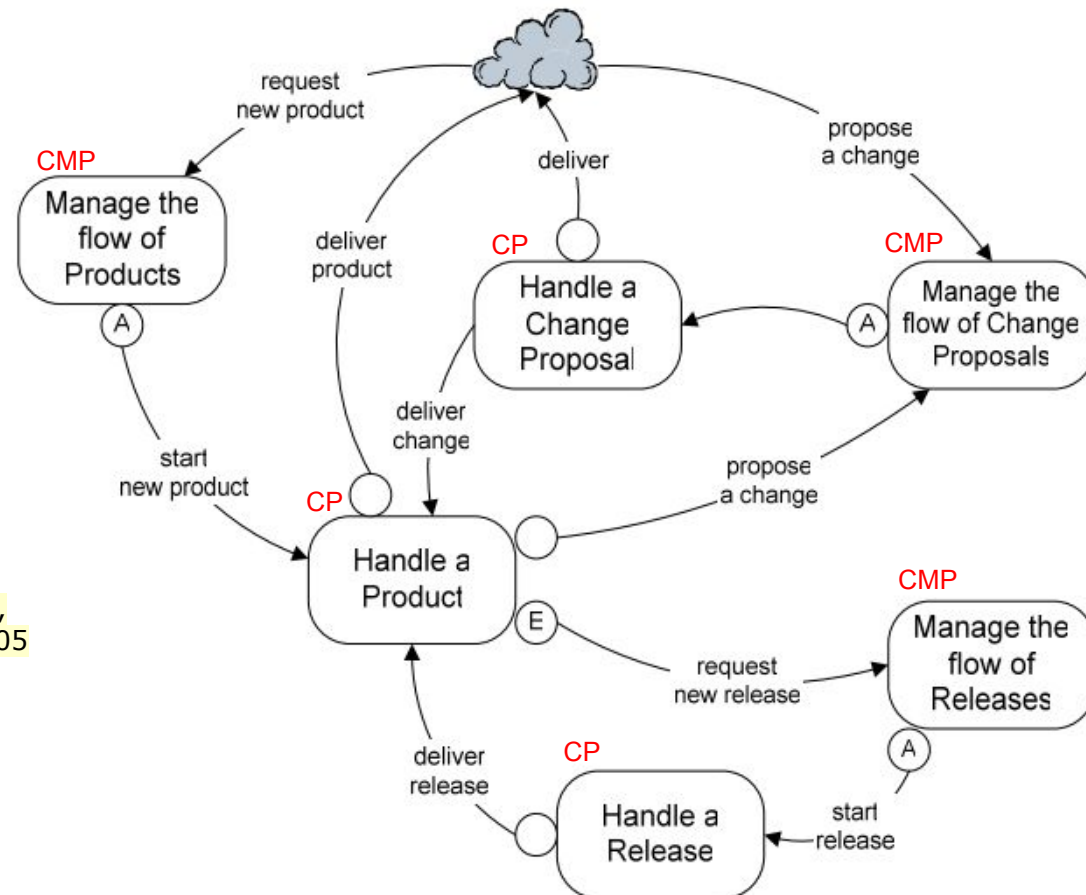 request
new product
propose
a change
CMP
Manage the
flow of
Products
A
deliver
deliver
product
CP
Handle a
Change
Proposal
CMP
Manage the
flow of Change
Proposals
A
deliver
change
start
new product
propose
a change
CP
Handle a
Product
E
05
CMP
Manage the
flow of
Releases
A
request
new release
deliver
release
CP
Handle a
Release
start
release